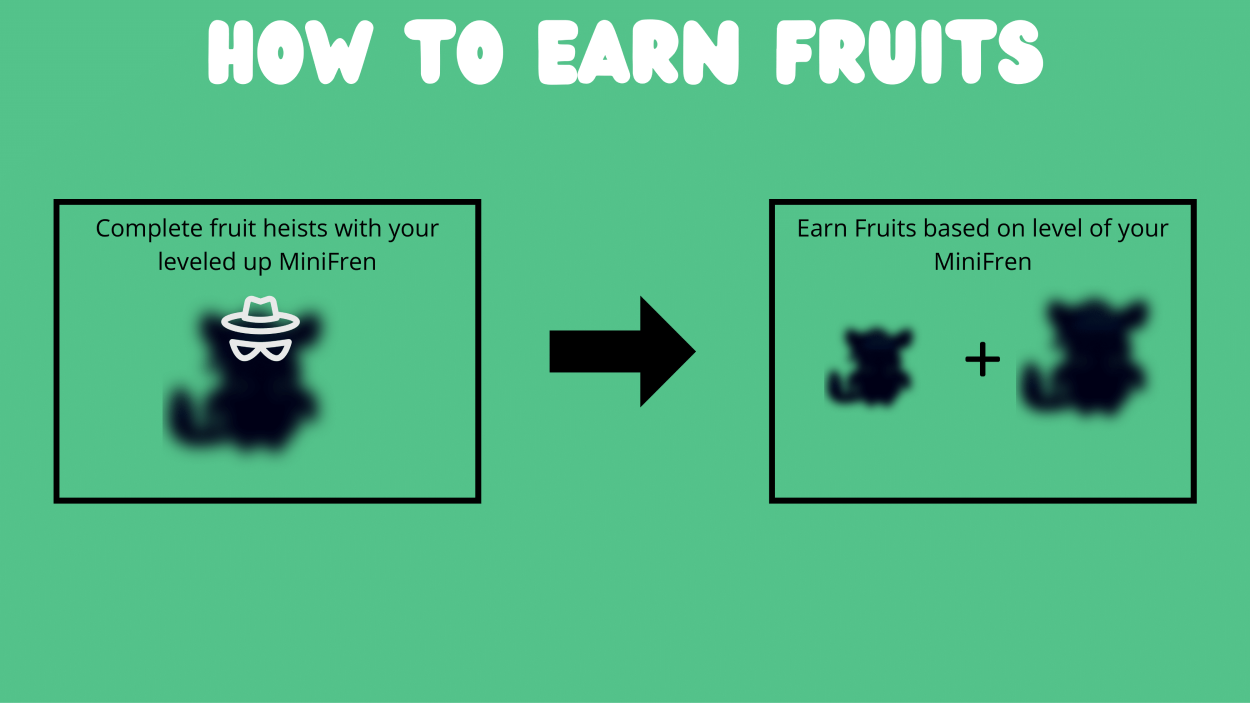 HOW TO EARN FRUITS
Complete fruit heists with your
leveled up MiniFren
Earn Fruits based on level of your
MiniFren
+